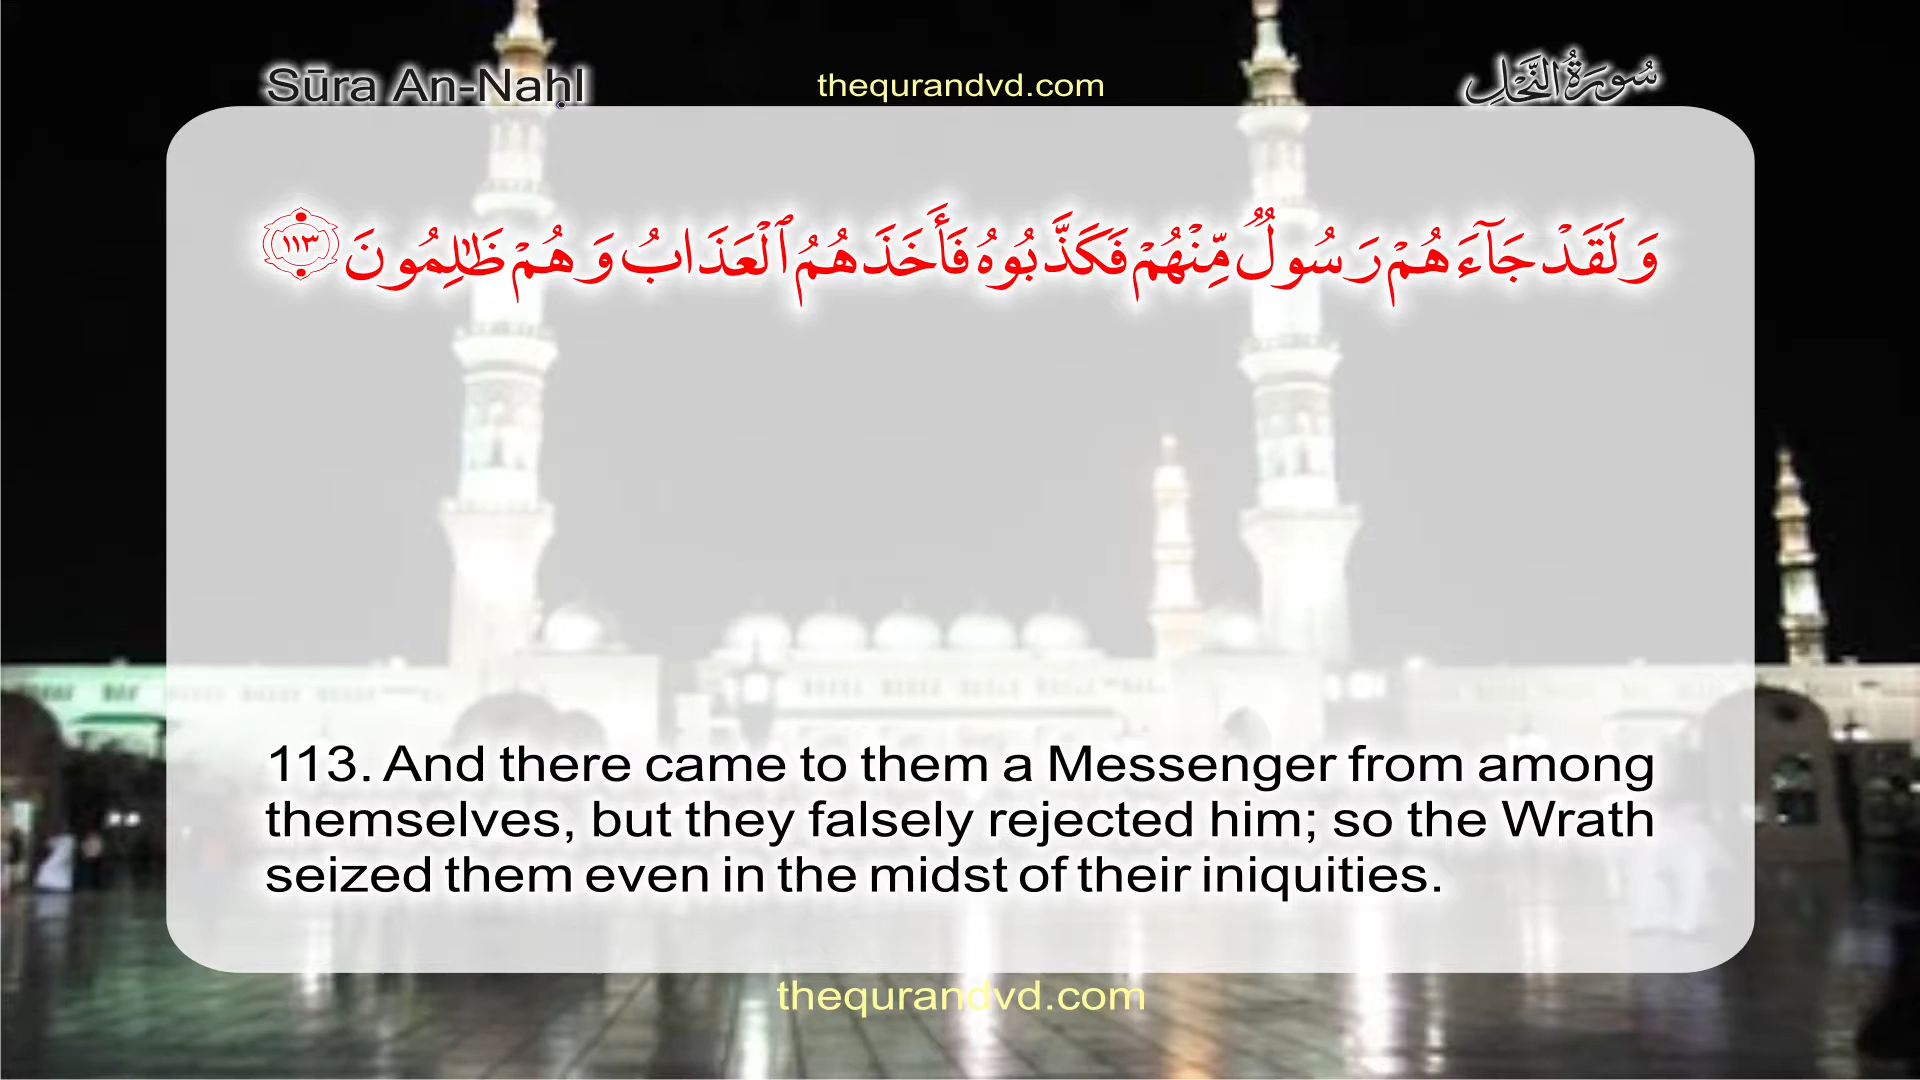 Sūra An-Naḥl
thequrandvd.com
سُورَةُ النَّحْلِ
وَلَقَدْ جَآءَهُمْ رَسُولٌ مِّنْهُمْ فَكَذَّبُوهُ فَأَخَذَهُمُ ٱلْعَذَابُ وَهُمْ ظَٰلِمُونَ ١١٣
113. And there came to them a Messenger from among
themselves, but they falsely rejected him; so the Wrath
seized them even in the midst of their iniquities.
thequrandvd.com